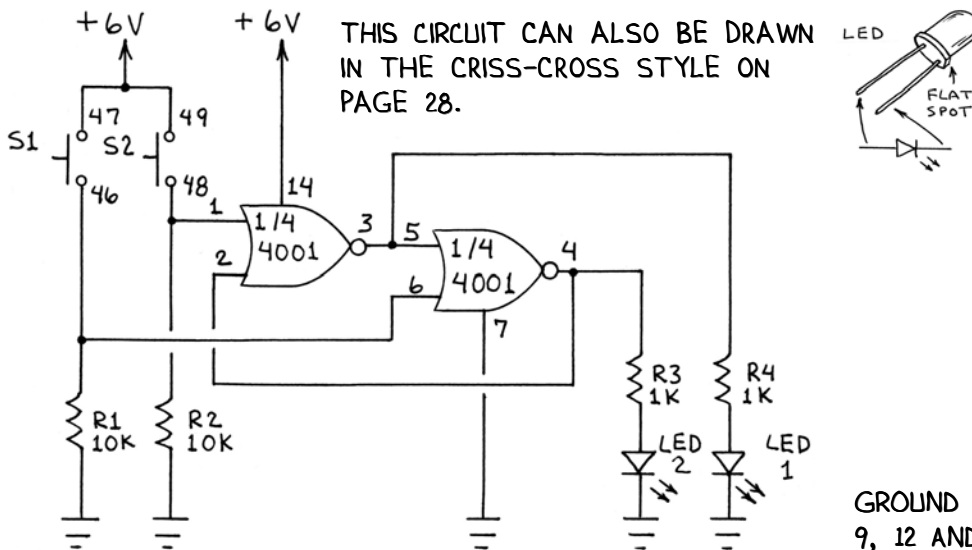 +6V
+6V
THIS CIRCUIT CAN ALSO BE DRAWN
IN THE CRISS-CROSS STYLE ON
PAGE 28.
LED
FLAT
SPOT
47
49
S1
S2
46
48
14
1
1/4
4001
2
3
5
1/4
4001
6
4
7
R1
10K
R2
10K
R3
1K
R4
1K
LED
2
LED
1
GROUND
9, 12 AND